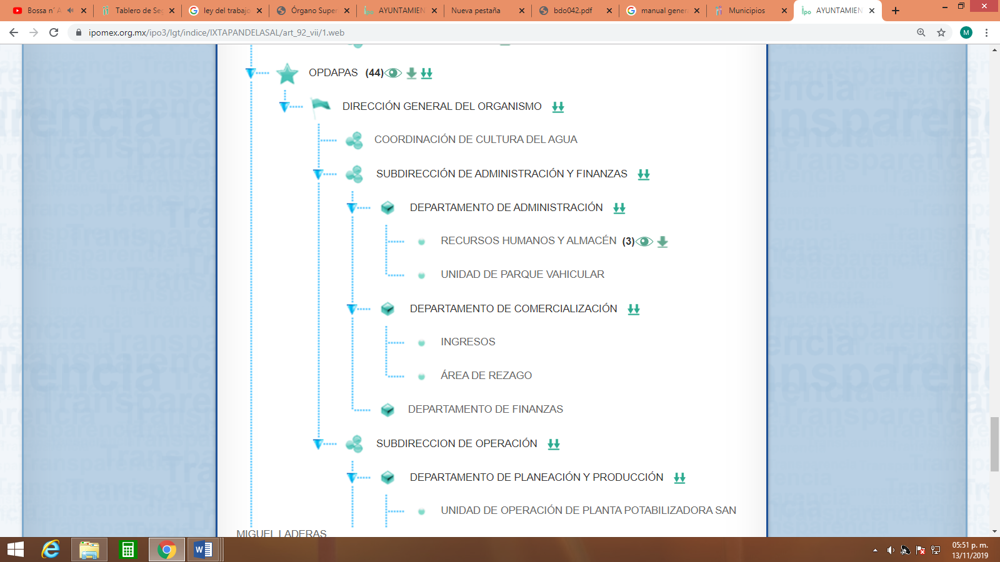 Bossa n´ A
Tablero de Seg
ley del trabajo
Órgano Super
AYUNTAMIEN
Nueva pestaña
bdo042.pdf
manual genera
Municipios
AYUNTAMIEN
ipomex.org.mx/ipo3/lgt/indice/IXTAPANDELASAL/art_92_vii/1.web
M
OPDAPAS (44)
DIRECCIÓN GENERAL DEL ORGANISMO
COORDINACIÓN DE CULTURA DEL AGUA
SUBDIRECCIÓN DE ADMINISTRACIÓN Y FINANZAS
DEPARTAMENTO DE ADMINISTRACIÓN
RECURSOS HUMANOS Y ALMACÉN (3)
UNIDAD DE PARQUE VAHICULAR
DEPARTAMENTO DE COMERCIALIZACIÓN
INGRESOS
ÁREA DE REZAGO
DEPARTAMENTO DE FINANZAS
SUBDIRECCION DE OPERACIÓN
DEPARTAMENTO DE PLANEACIÓN Y PRODUCCIÓN
UNIDAD DE OPERACIÓN DE PLANTA POTABILIZADORA SAN
MIGUEL LADERAS
05:51 p. m.
13/11/2019